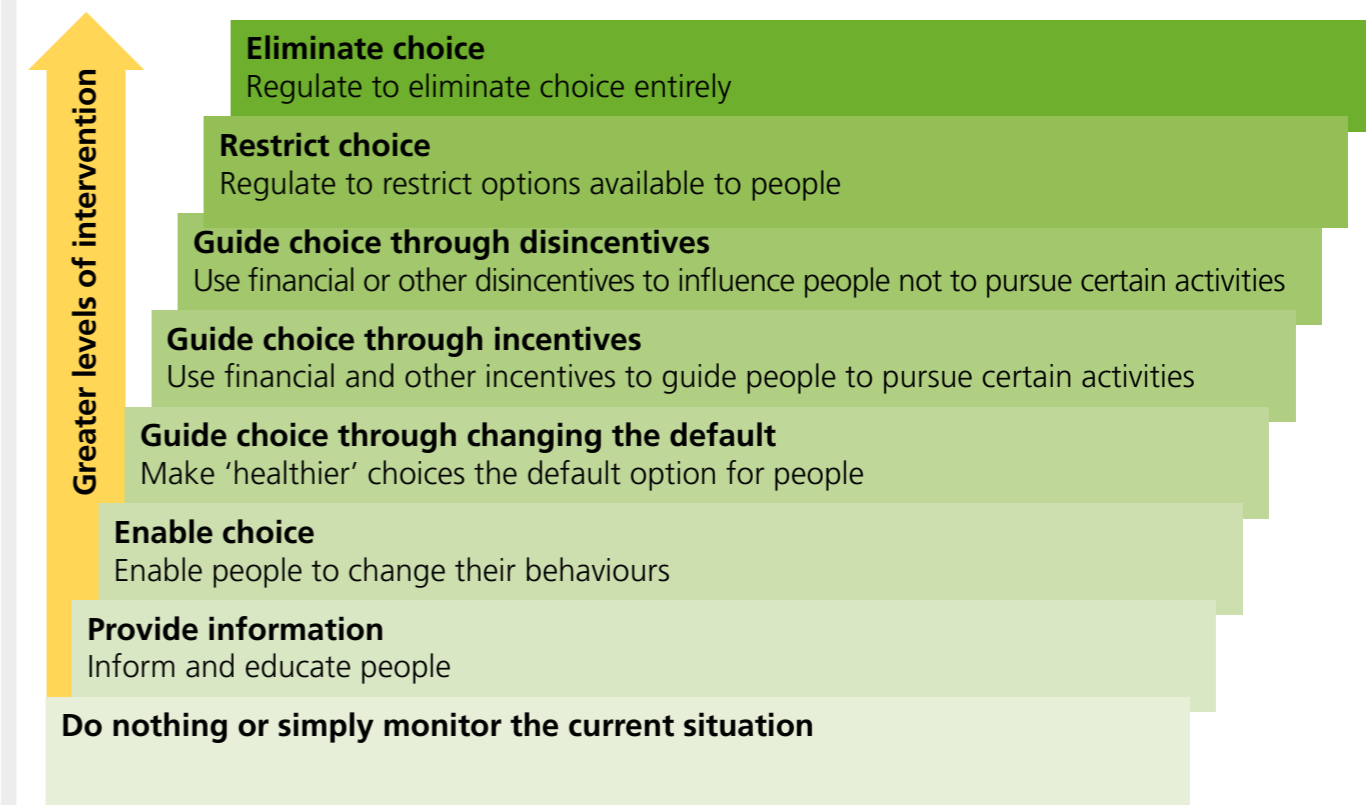 Greater levels of intervention
Eliminate choice
Regulate to eliminate choice entirely
Restrict choice
Regulate to restrict options available to people
Guide choice through disincentives
Use financial or other disincentives to influence people not to pursue certain activities
Guide choice through incentives
Use financial and other incentives to guide people to pursue certain activities
Guide choice through changing the default
Make ‘healthier’ choices the default option for people
Enable choice
Enable people to change their behaviours
Provide information
Inform and educate people
Do nothing or simply monitor the current situation